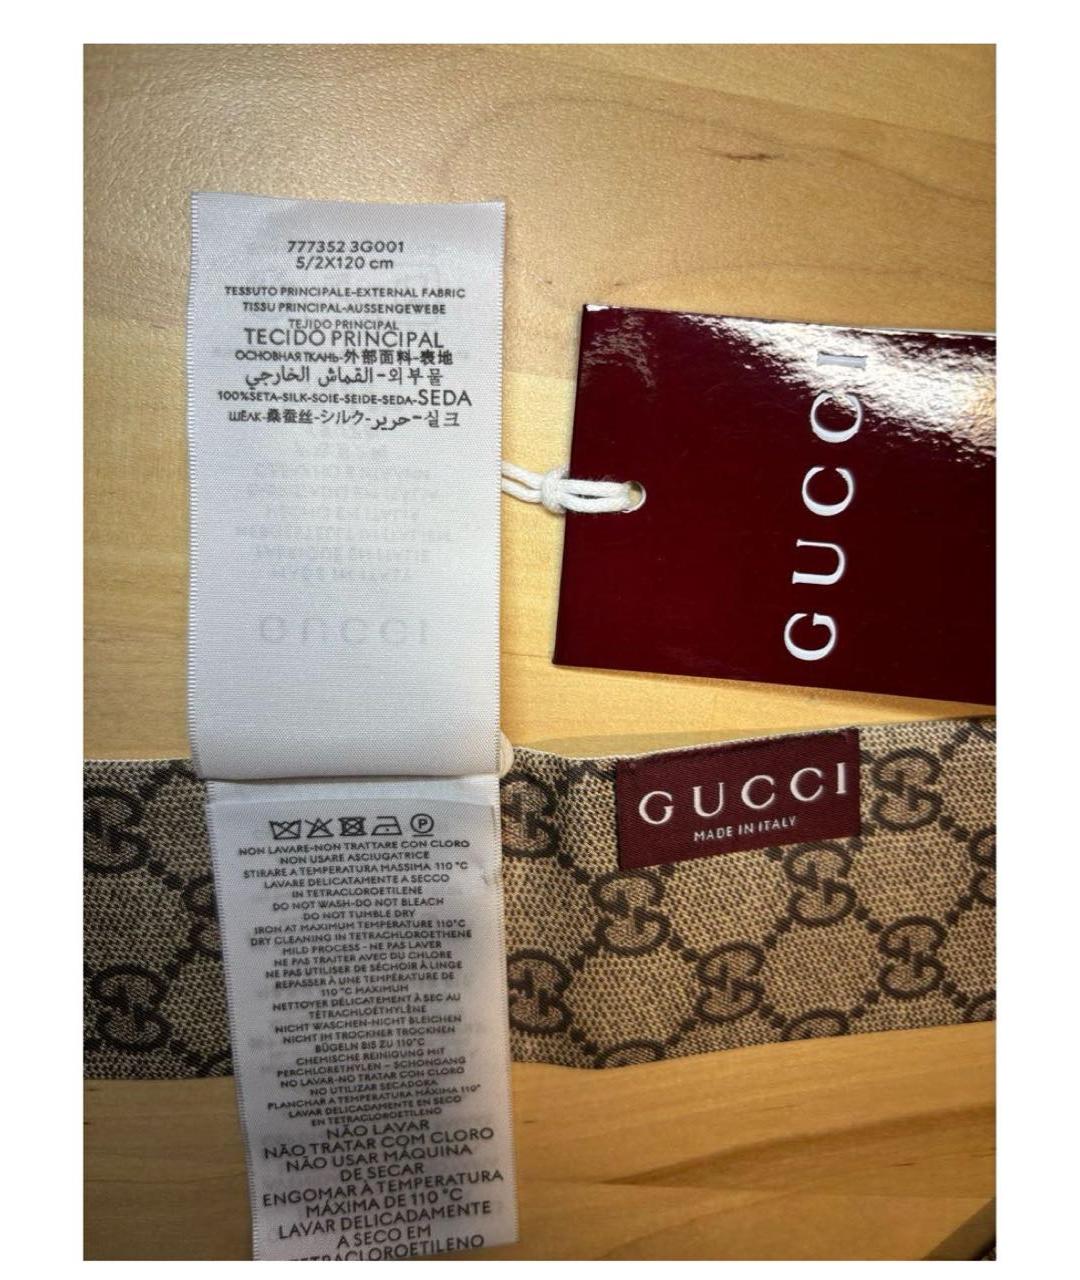 777352 3G001
5/2X120 cm
TESSUTO PRINCIPALE-EXTERNAL FABRIC
TISSU PRINCIPAL-AUSSENGEWEBE
TEJIDO PRINCIPAL
TECIDO PRINCIPAL
ОСНОВНАЯ ТКАНЬ-外部面料-表地
القماش الخارجي-외부물
100%SETA-SILK-SOIE-SEIDE-SEDA-SEDA
ШЁЛК-桑蚕丝-シルク-حرير-실크
GUCCI
GUCCI
MADE IN ITALY
NON LAVARE-NON TRATTARE CON CLORO
NON USARE ASCIUGATRICE
STIRARE A TEMPERATURA MASSIMA 110 °C
LAVARE DELICATAMENTE A SECCO
IN TETRACLOROETILENE
DO NOT WASH-DO NOT BLEACH
DO NOT TUMBLE DRY
IRON AT MAXIMUM TEMPERATURE 110°C
DRY CLEANING IN TETRACHLOROETHENE
MILD PROCESS - NE PAS LAVER
NE PAS TRAITER AVEC DU CHLORE
NE PAS UTILISER DE SÉCHOIR À LINGE
REPASSER À UNE TEMPÉRATURE DE
110 °C MAXIMUM
NETTOYER DÉLICATEMENT À SEC AU
TÉTRACHLOÉTHYLÈNE
NICHT WASCHEN-NICHT BLEICHEN
NICHT IM TROCKNER TROCKNEN
BÜGELN BIS ZU 110°C
CHEMISCHE REINIGUNG MIT
PERCHLORETHYLEN - SCHONGANG
NO LAVAR-NO TRATAR CON CLORO
NO UTILIZAR SECADORA
PLANCHAR A TEMPERATURA MÁXIMA 110°
LAVAR DELICADAMENTE EN SECO
EN TETRACLOROETILENO
NÃO LAVAR
NÃO TRATAR COM CLORO
NÃO USAR MÁQUINA
DE SECAR
ENGOMAR À TEMPERATURA
MÁXIMA DE 110 °C
LAVAR DELICADAMENTE
A SECO EM
TETRACLOROETILENO